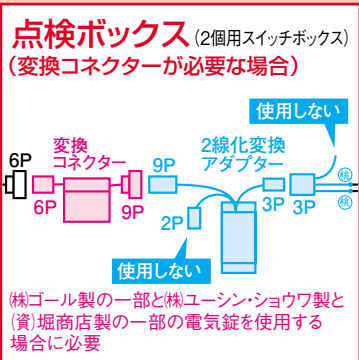 点検ボックス(2個用スイッチボックス)
(変換コネクターが必要な場合)
使用しない
変換
コネクター
2線化変換
アダプター
6P
9P
6P
9P
2P
3P
3P
桃
桃
使用しない
㈱ゴール製の一部と㈱ユーシン・ショウワ製と
㈾堀商店製の一部の電気錠を使用する
場合に必要